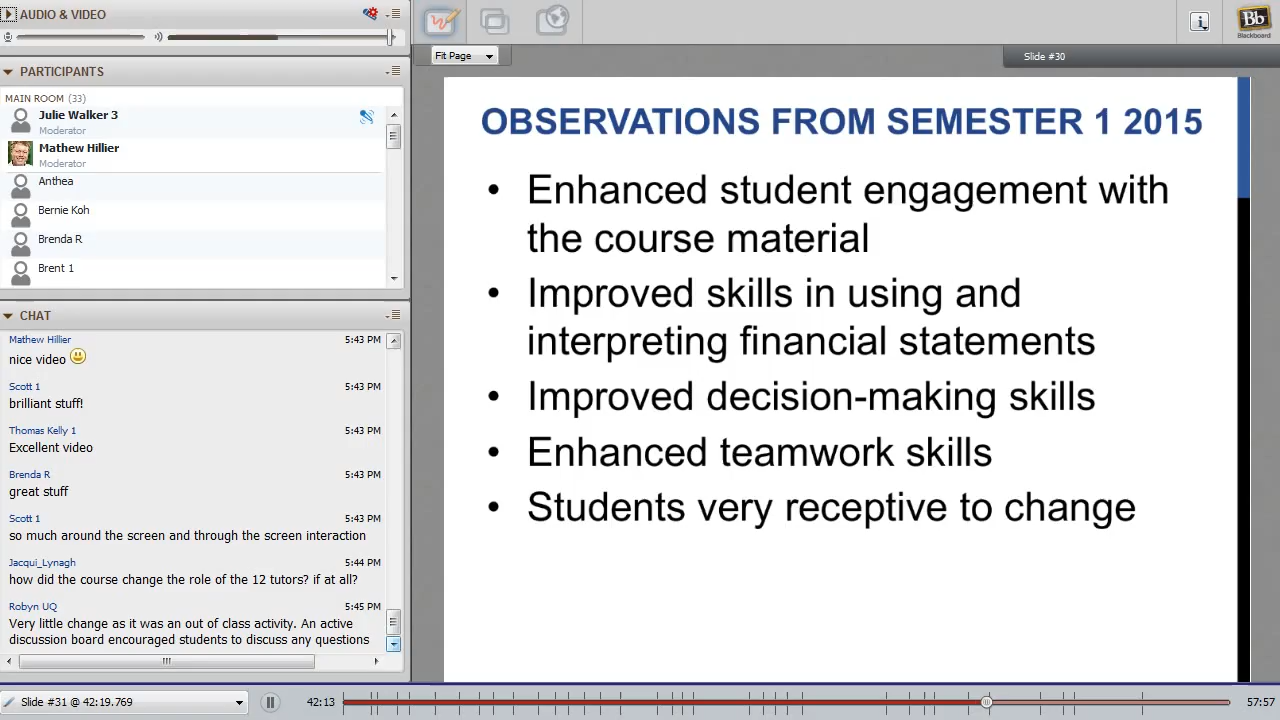 AUDIO & VIDEO
PARTICIPANTS
MAIN ROOM (33)
Julie Walker 3
Moderator
Mathew Hillier
Moderator
Anthea
Bernie Koh
Brenda R
Brent 1
CHAT
Mathew Hillier 5:43 PM
nice video
Scott 1 5:43 PM
brilliant stuff!
Thomas Kelly 1 5:43 PM
Excellent video
Brenda R 5:43 PM
great stuff
Scott 1 5:43 PM
so much around the screen and through the screen interaction
Jacqui_Lynagh 5:44 PM
how did the course change the role of the 12 tutors? if at all?
Robyn UQ 5:45 PM
Very little change as it was an out of class activity. An active
discussion board encouraged students to discuss any questions
Fit Page
Slide #30
Bb
Blackboard
OBSERVATIONS FROM SEMESTER 1 2015
• Enhanced student engagement with
the course material
• Improved skills in using and
interpreting financial statements
• Improved decision-making skills
• Enhanced teamwork skills
• Students very receptive to change
Slide #31 @ 42:19.769
42:13
57:57